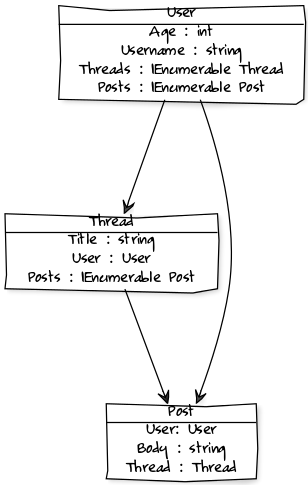 User
Age : int
Username : string
Threads : IEnumerable Thread
Posts : IEnumerable Post
Thread
Title : string
User : User
Posts : IEnumerable Post
Post
User: User
Body : string
Thread : Thread